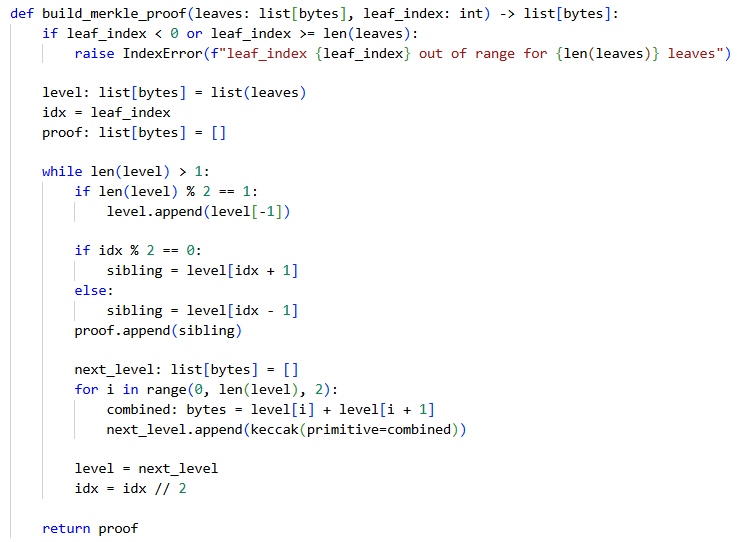 def build_merkle_proof(leaves: list[bytes], leaf_index: int) -> list[bytes]:
    if leaf_index < 0 or leaf_index >= len(leaves):
        raise IndexError(f"leaf_index {leaf_index} out of range for {len(leaves)} leaves")

    level: list[bytes] = list(leaves)
    idx = leaf_index
    proof: list[bytes] = []

    while len(level) > 1:
        if len(level) % 2 == 1:
            level.append(level[-1])

        if idx % 2 == 0:
            sibling = level[idx + 1]
        else:
            sibling = level[idx - 1]
        proof.append(sibling)

        next_level: list[bytes] = []
        for i in range(0, len(level), 2):
            combined: bytes = level[i] + level[i + 1]
            next_level.append(keccak(primitive=combined))

        level = next_level
        idx = idx // 2

    return proof